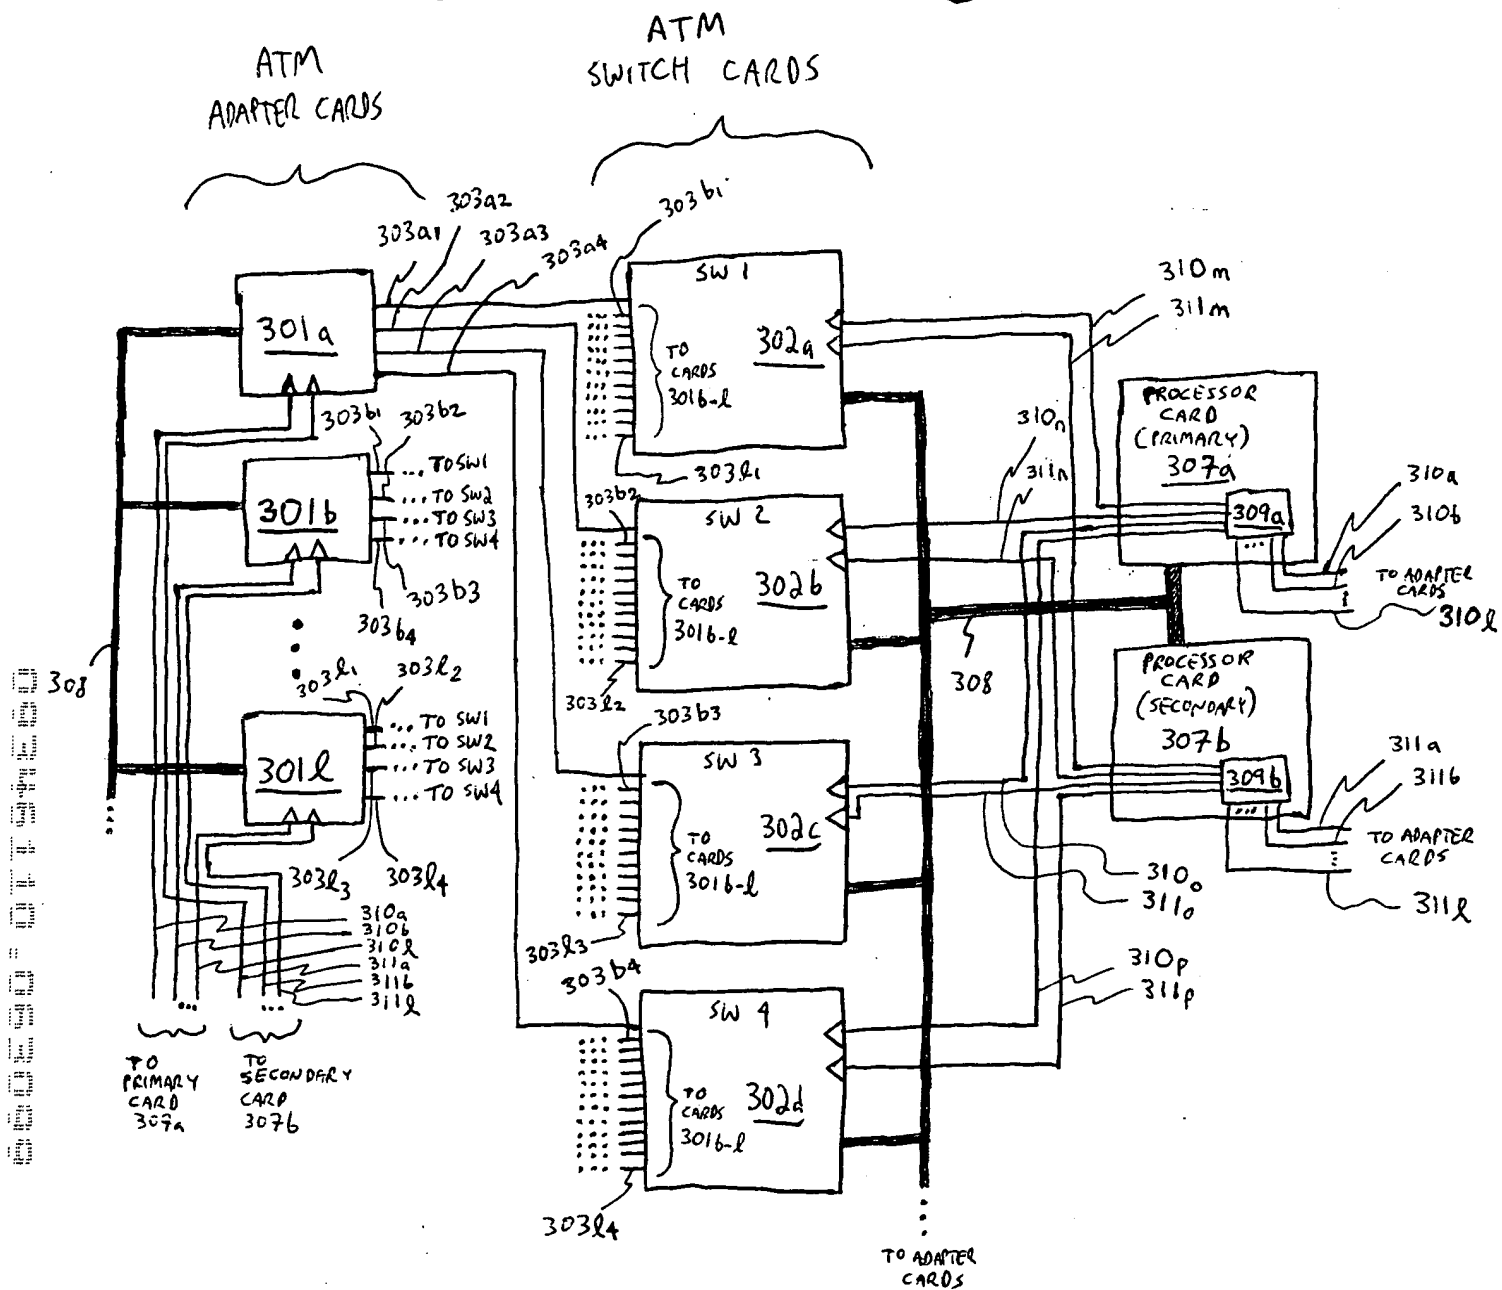 ATM
ADAPTER CARDS
ATM
SWITCH CARDS
303a1
303a2
303a3
303a4
303b1
301a
SW 1
302a
TO
CARDS
301b-l
303l1
310m
311m
303b1
303b2
301b
... TO SW1
... TO SW2
... TO SW3
... TO SW4
303b3
303b4
303b2
SW 2
302b
TO
CARDS
301b-l
303l2
310n
311n
PROCESSOR
CARD
(PRIMARY)
307a
309a
310a
310b
TO ADAPTER
CARDS
310l
308
308
303l1
303l2
301l
... TO SW1
... TO SW2
... TO SW3
... TO SW4
303l3
303l4
303b3
SW 3
302c
TO
CARDS
301b-l
303l3
PROCESSOR
CARD
(SECONDARY)
307b
309b
311a
311b
TO ADAPTER
CARDS
311l
310o
311o
310a
310b
310l
311a
311b
311l
303b4
SW 4
302d
TO
CARDS
301b-l
303l4
310p
311p
TO
PRIMARY
CARD
307a
TO
SECONDARY
CARD
307b
TO ADAPTER
CARDS